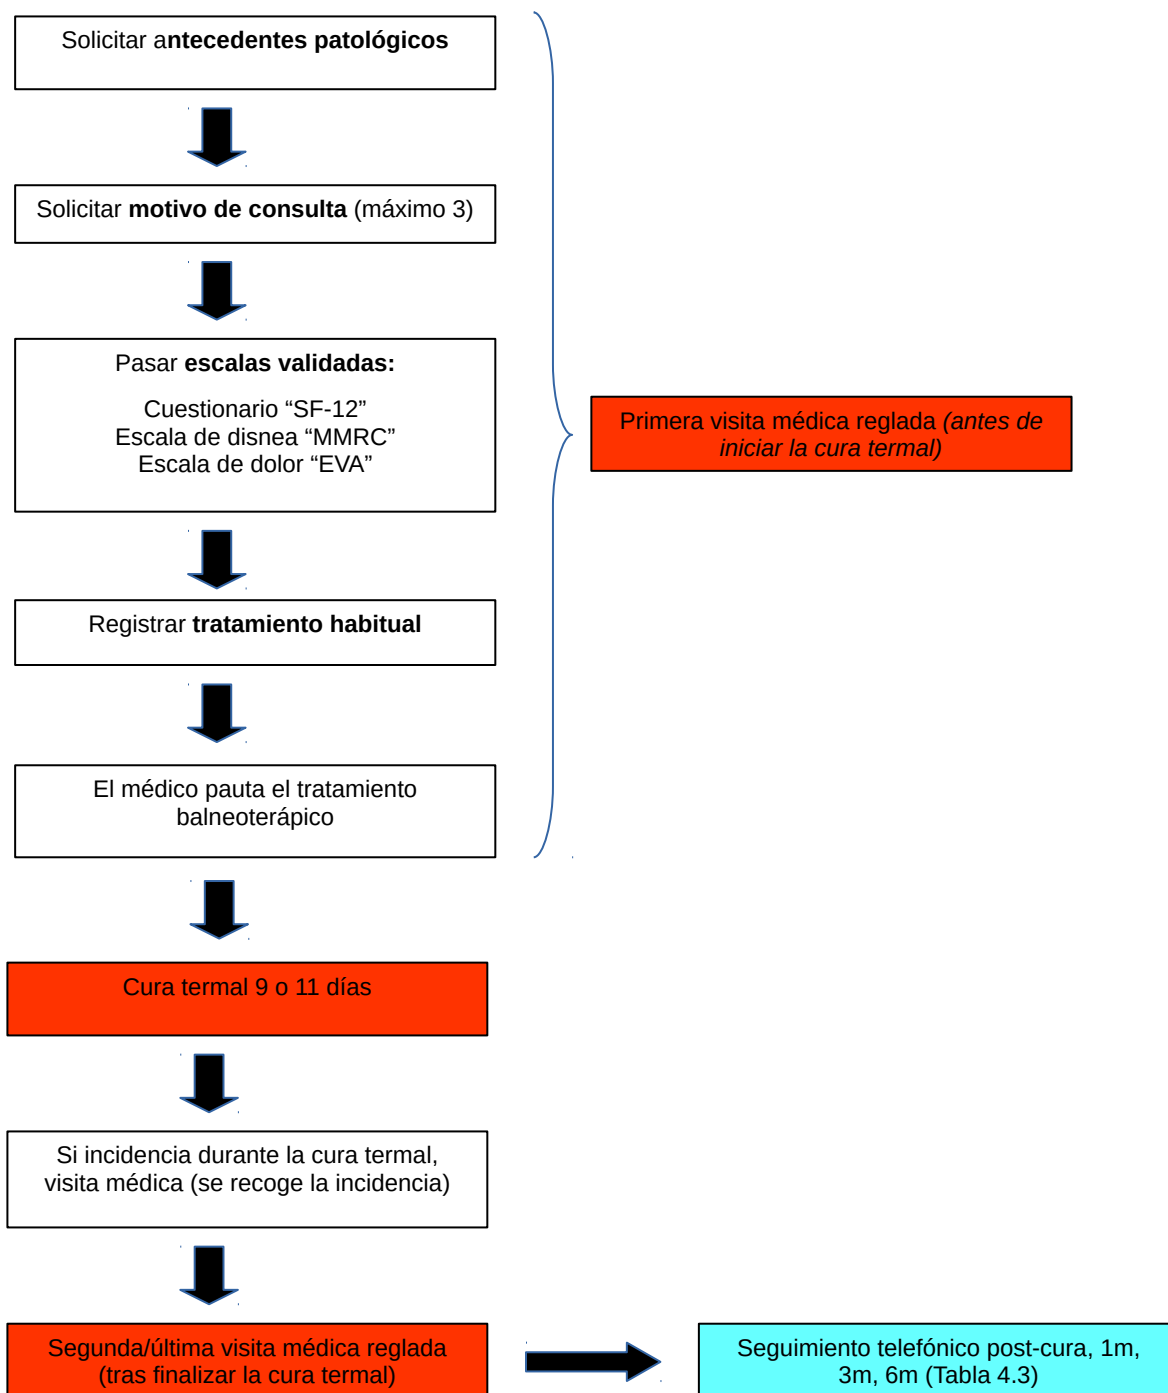 Solicitar antecedentes patológicos
Solicitar motivo de consulta (máximo 3)
Pasar escalas validadas:
Cuestionario “SF-12”
Escala de disnea “MMRC”
Escala de dolor “EVA”
Primera visita médica reglada (antes de
iniciar la cura termal)
Registrar tratamiento habitual
El médico pauta el tratamiento
balneoterápico
Cura termal 9 o 11 días
Si incidencia durante la cura termal,
visita médica (se recoge la incidencia)
Segunda/última visita médica reglada
(tras finalizar la cura termal)
Seguimiento telefónico post-cura, 1m,
3m, 6m (Tabla 4.3)